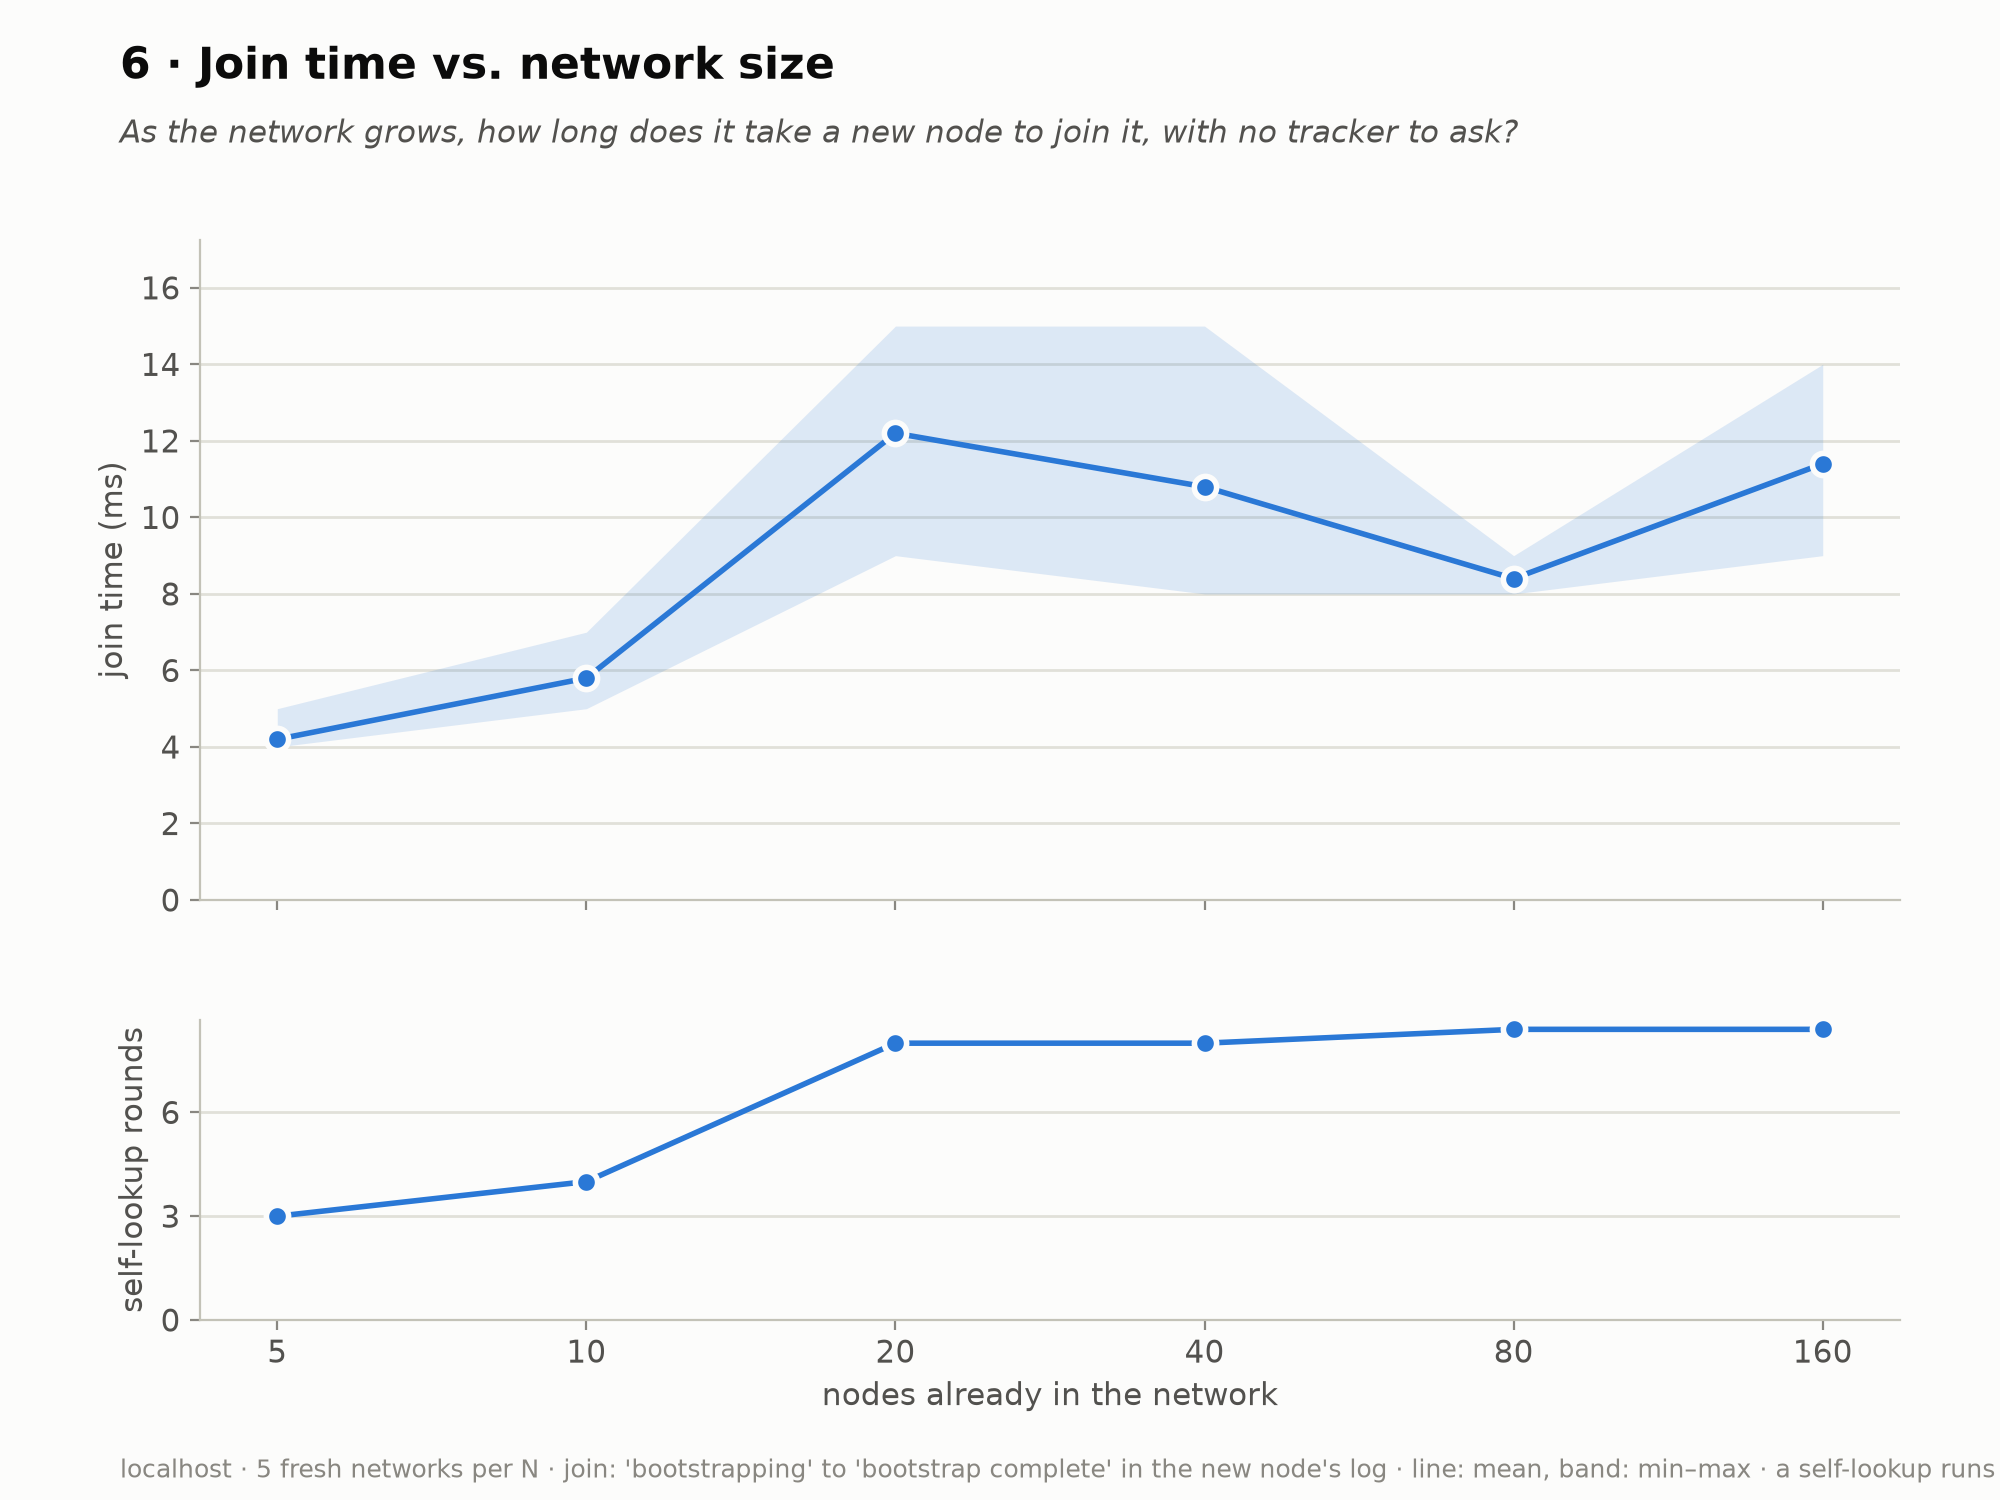 6 · Join time vs. network size
As the network grows, how long does it take a new node to join it, with no tracker to ask?
16
14
12
10
8
6
4
2
0
join time (ms)
6
3
0
self-lookup rounds
5 10 20 40 80 160
nodes already in the network
localhost · 5 fresh networks per N · join: 'bootstrapping' to 'bootstrap complete' in the new node's log · line: mean, band: min–max · a self-lookup runs